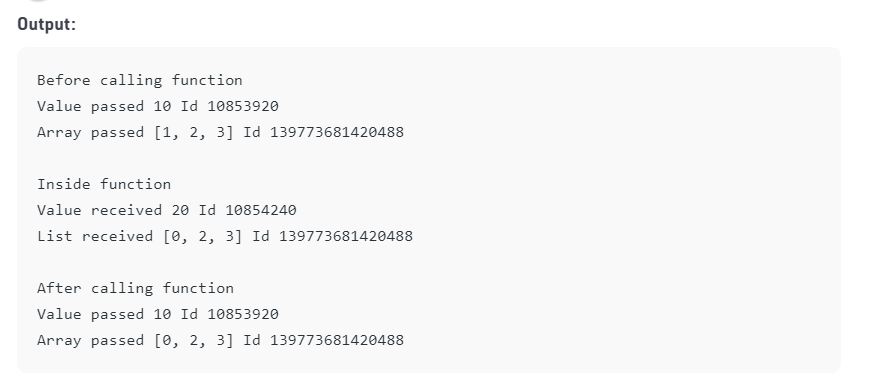 Output:
Before calling function
Value passed 10 Id 10853920
Array passed [1, 2, 3] Id 139773681420488
Inside function
Value received 20 Id 10854240
List received [0, 2, 3] Id 139773681420488
After calling function
Value passed 10 Id 10853920
Array passed [0, 2, 3] Id 139773681420488